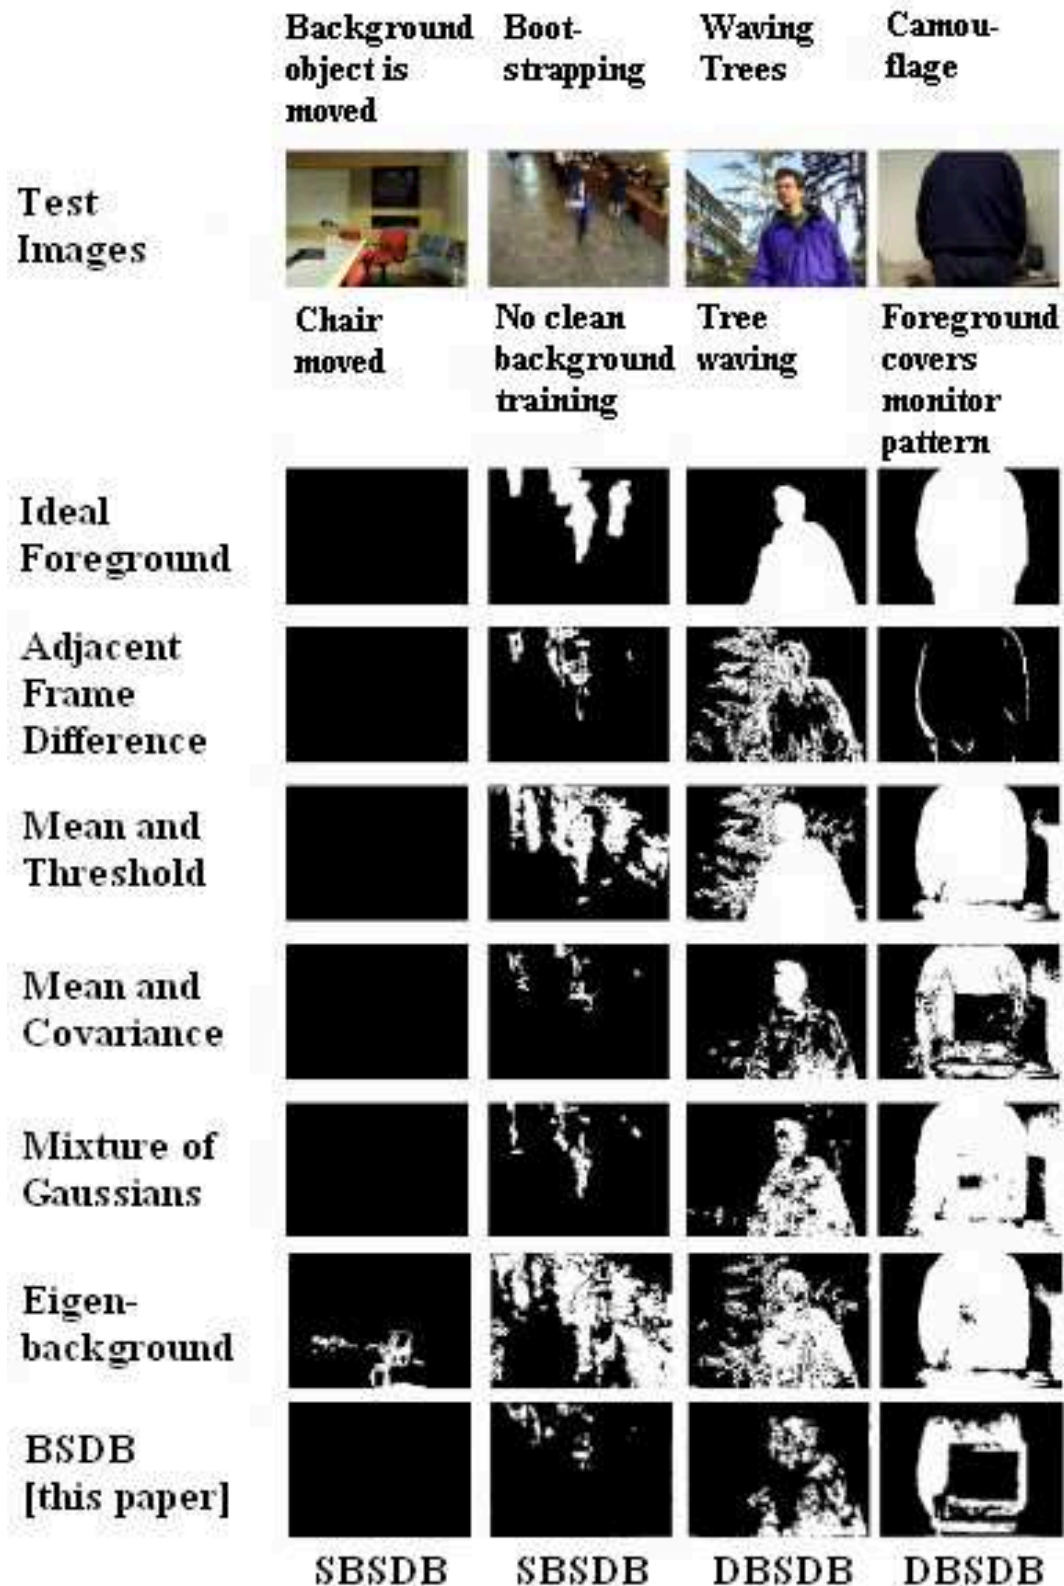 Background
object is
moved
Boot-
strapping
Waving
Trees
Camou-
flage
Test
Images
Chair
moved
No clean
background
training
Tree
waving
Foreground
covers
monitor
pattern
Ideal
Foreground
Adjacent
Frame
Difference
Mean and
Threshold
Mean and
Covariance
Mixture of
Gaussians
Eigen-
background
BSDB
[this paper]
SBSDB
SBSDB
DBSDB
DBSDB